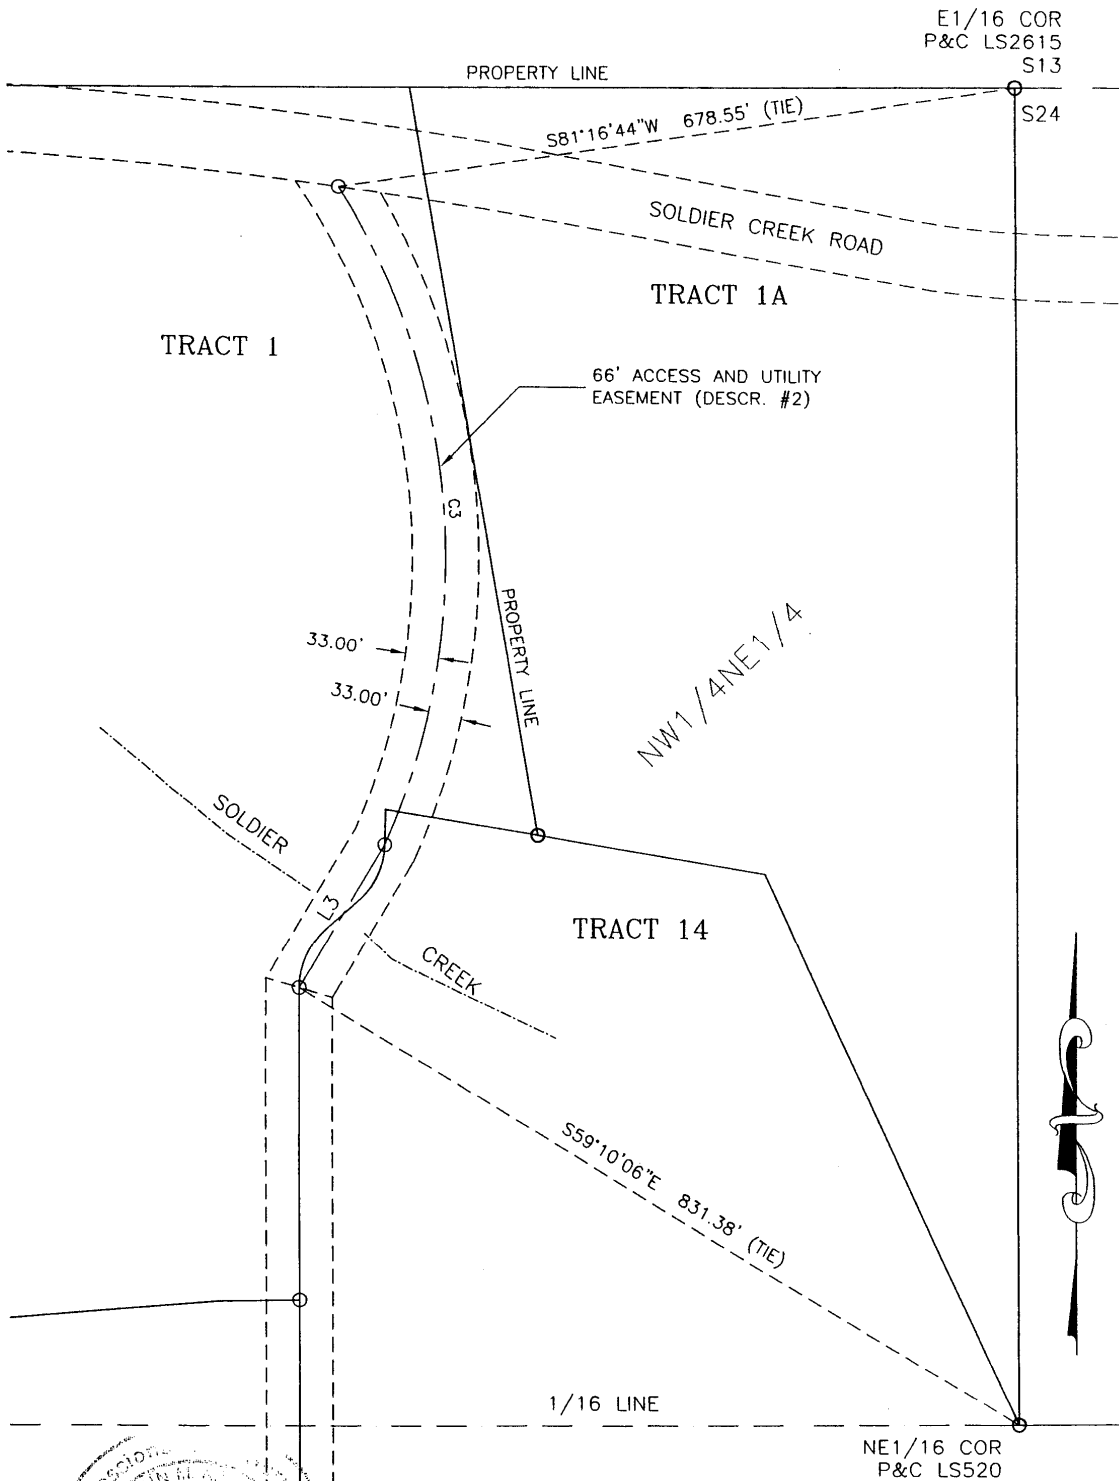 E1/16 COR
P&C LS2615
S13
PROPERTY LINE
S24
S81°16'44"W 678.55' (TIE)
SOLDIER CREEK ROAD
TRACT 1A
TRACT 1
66' ACCESS AND UTILITY
EASEMENT (DESCR. #2)
C3
PROPERTY LINE
NW1/4NE1/4
33.00'
33.00'
SOLDIER
L3
TRACT 14
CREEK
S59°10'06"E 831.38' (TIE)
1/16 LINE
NE1/16 COR
P&C LS520